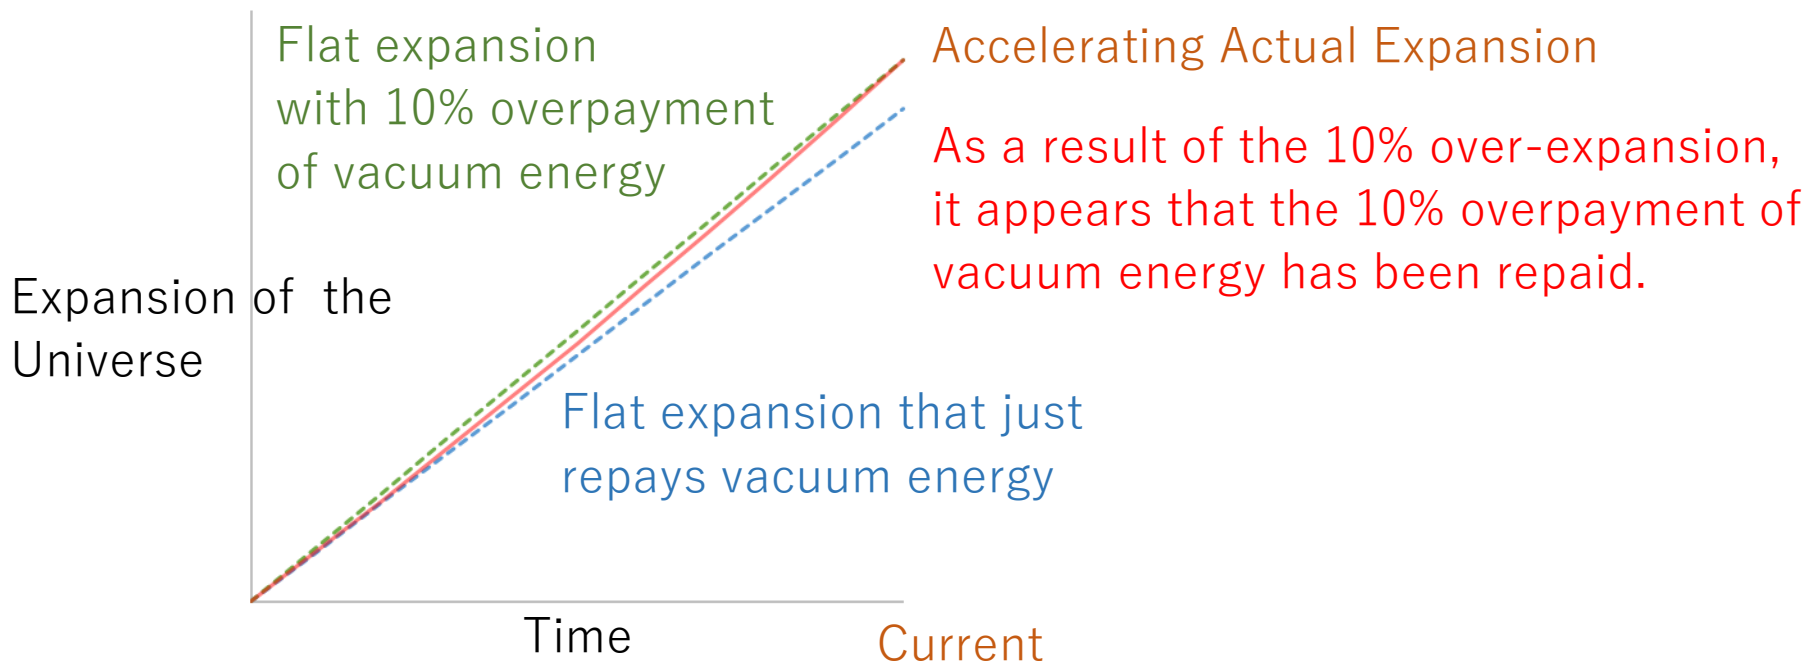 Flat expansion
with 10% overpayment
of vacuum energy
Accelerating Actual Expansion
As a result of the 10% over-expansion,
it appears that the 10% overpayment of
vacuum energy has been repaid.
Expansion of the
Universe
Flat expansion that just
repays vacuum energy
Time
Current